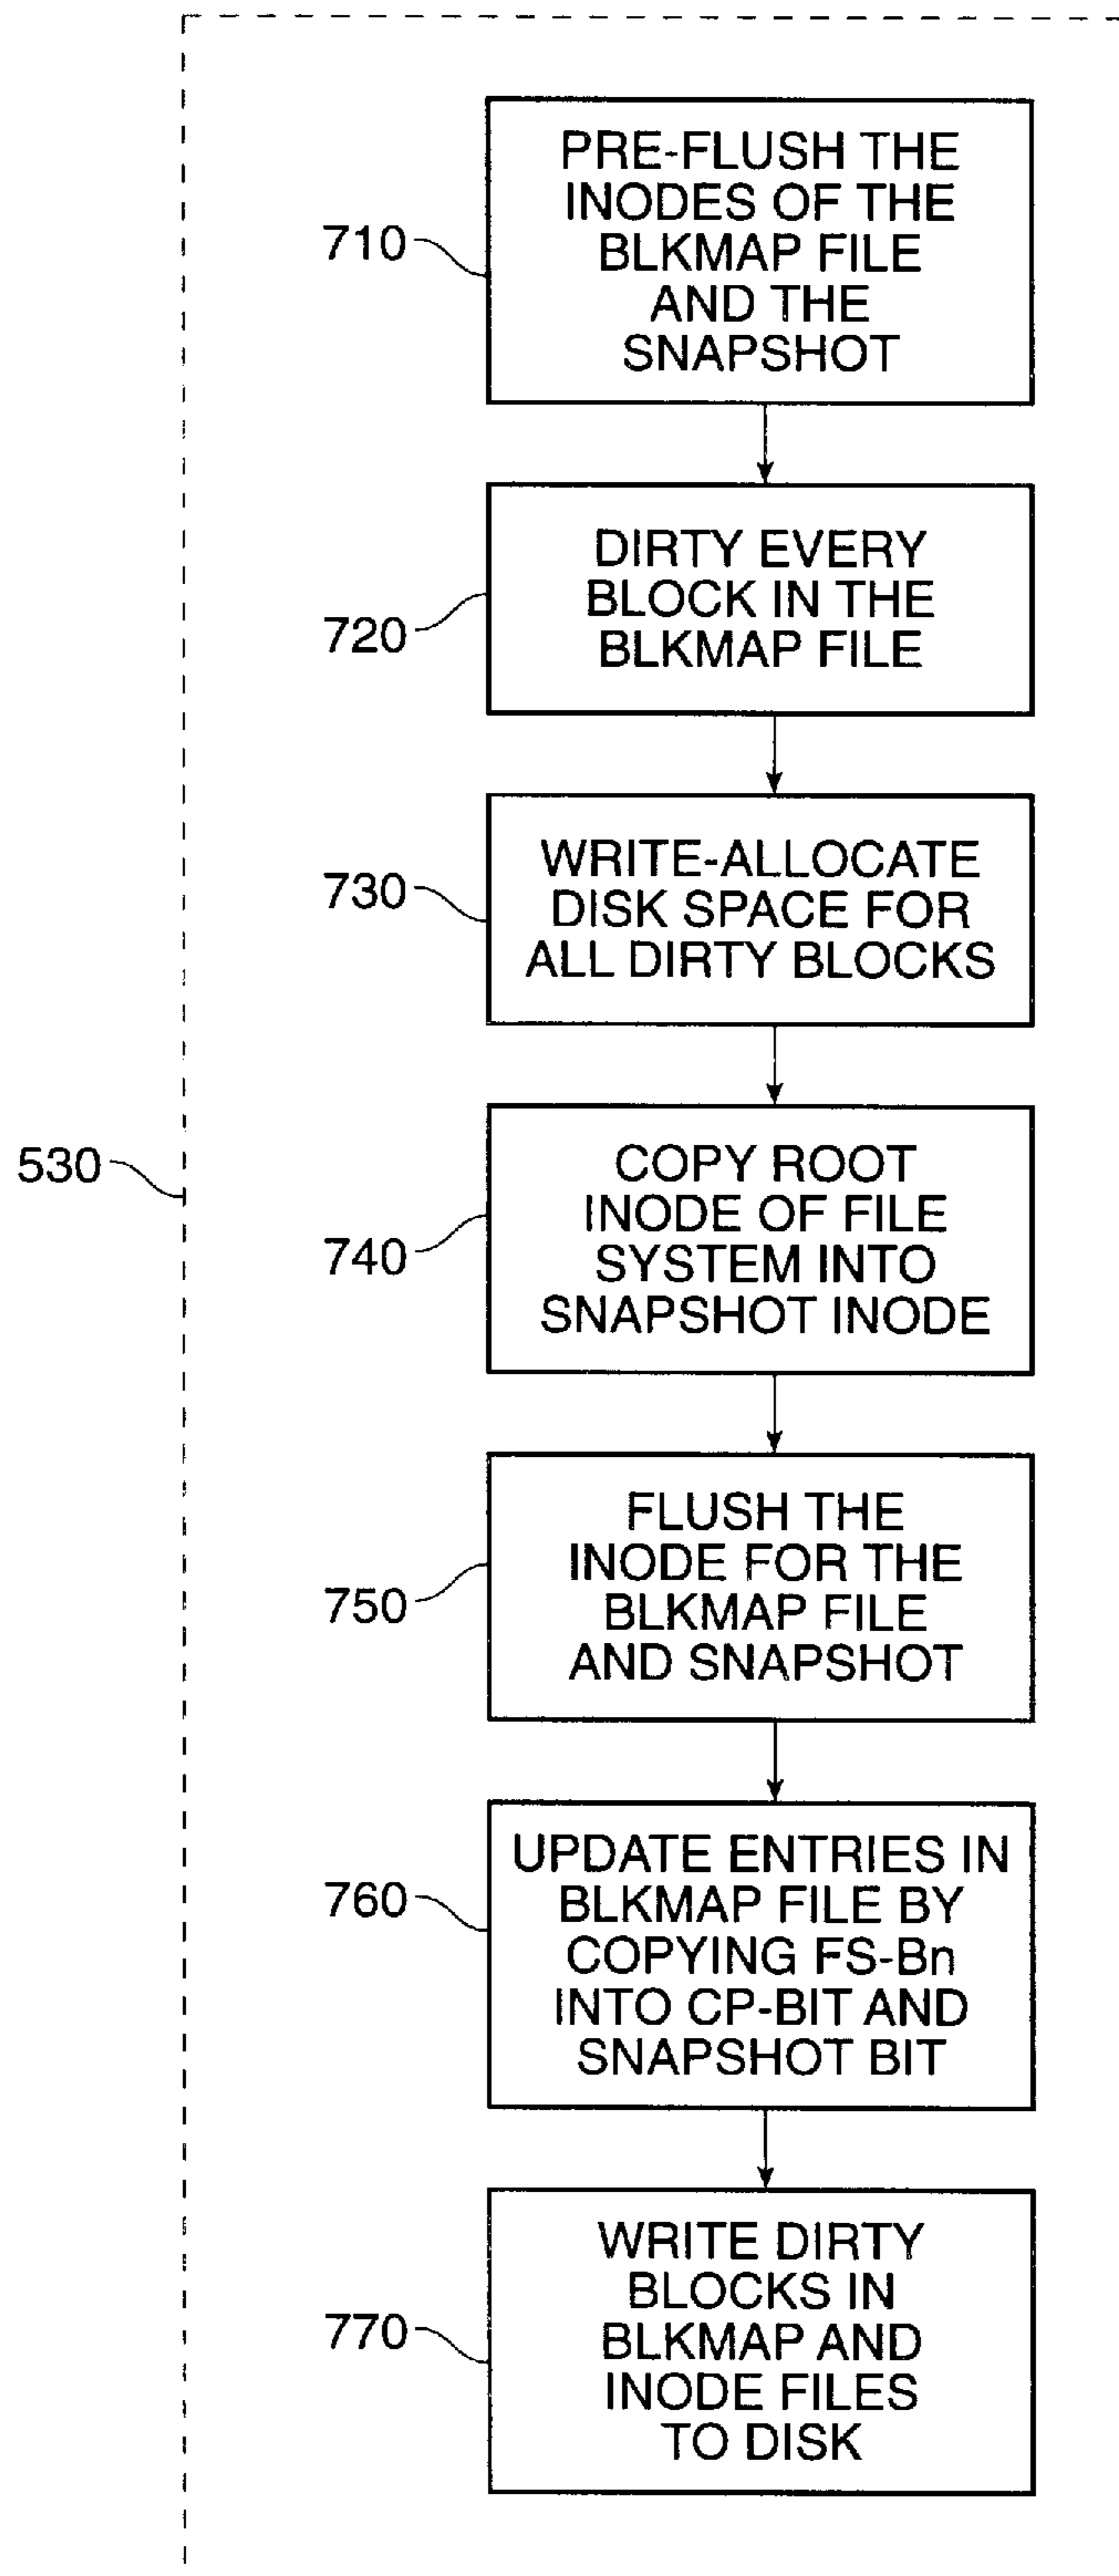 710
PRE-FLUSH THE
INODES OF THE
BLKMAP FILE
AND THE
SNAPSHOT
720
DIRTY EVERY
BLOCK IN THE
BLKMAP FILE
730
WRITE-ALLOCATE
DISK SPACE FOR
ALL DIRTY BLOCKS
530
740
COPY ROOT
INODE OF FILE
SYSTEM INTO
SNAPSHOT INODE
750
FLUSH THE
INODE FOR THE
BLKMAP FILE
AND SNAPSHOT
760
UPDATE ENTRIES IN
BLKMAP FILE BY
COPYING FS-Bn
INTO CP-BIT AND
SNAPSHOT BIT
770
WRITE DIRTY
BLOCKS IN
BLKMAP AND
INODE FILES
TO DISK